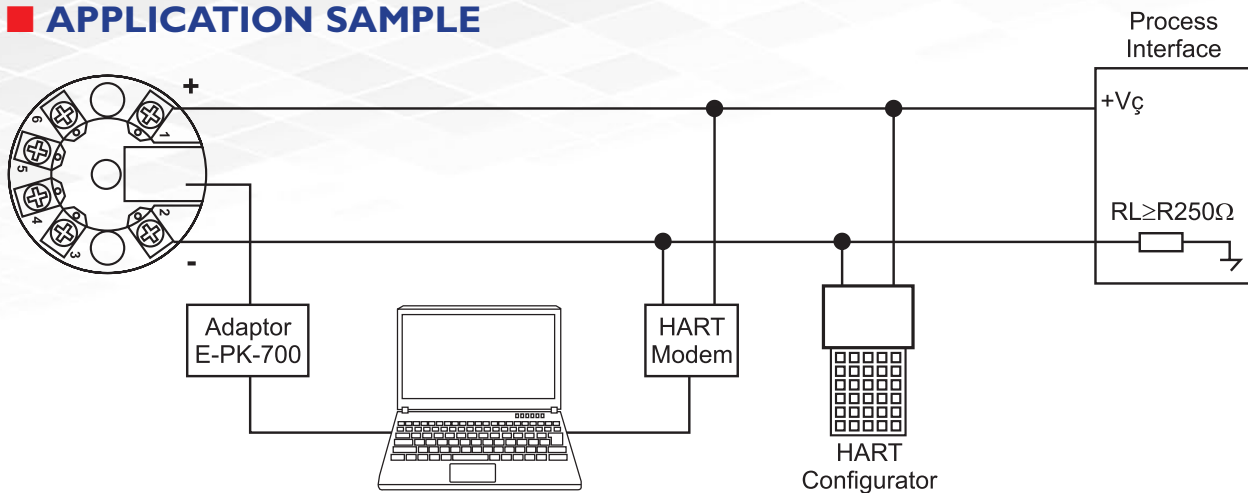 APPLICATION SAMPLE
Process
Interface
+
+Vç
6
1
5
4
2
3
RL≥R250Ω
-
Adaptor
E-PK-700
HART
Modem
HART
Configurator